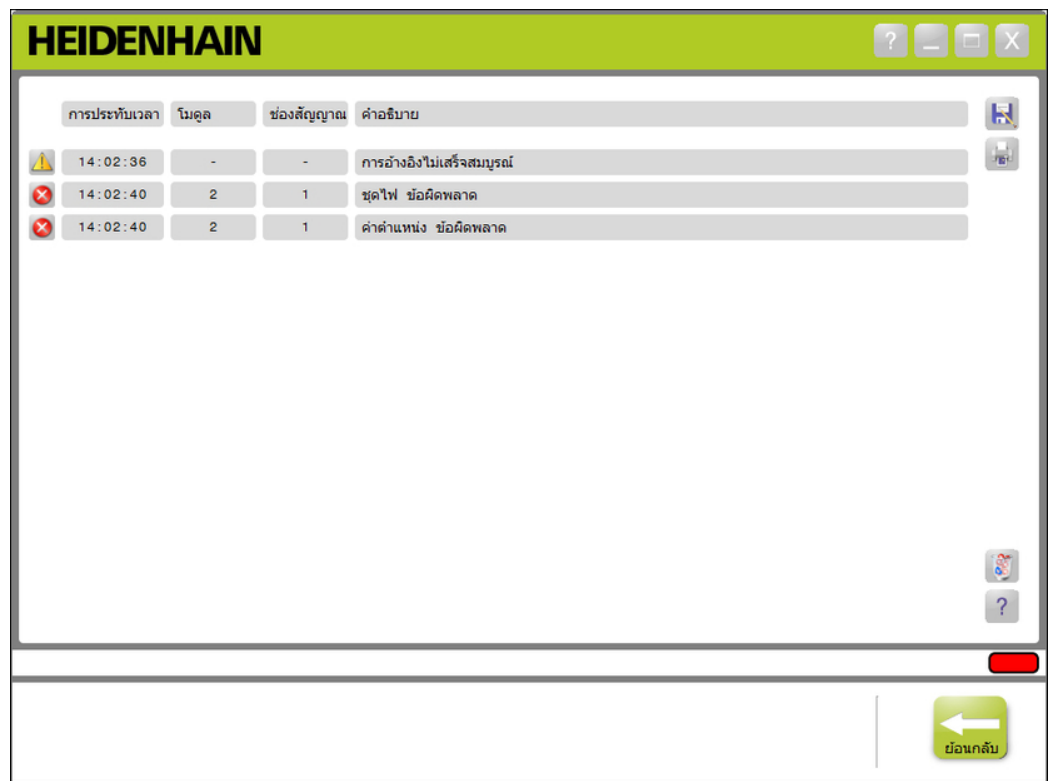 HEIDENHAIN ? X
การประทับเวลา โมดูล ช่องสัญญาณ คำอธิบาย
14:02:36 - - การอ้างอิงไม่เสร็จสมบูรณ์
14:02:40 2 1 ชุดไฟ ข้อผิดพลาด
14:02:40 2 1 ค่าตำแหน่ง ข้อผิดพลาด
?
ย้อนกลับ